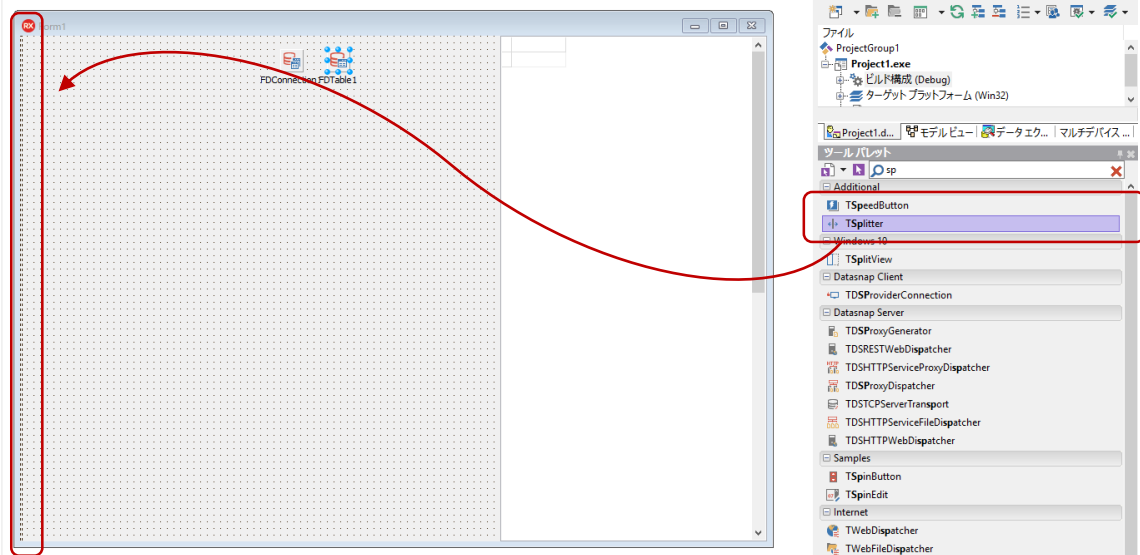 Form1
FDConnection1
FDTable1
ファイル
ProjectGroup1
Project1.exe
ビルド構成 (Debug)
ターゲット プラットフォーム (Win32)
Project1.d...
モデル ビュー
データ エク...
マルチデバイス ...
ツール パレット
sp
Additional
TSpeedButton
TSplitter
Windows 10
TSplitView
Datasnap Client
TDSProviderConnection
Datasnap Server
TDSProxyGenerator
TDSRESTWebDispatcher
TDSHTTPServiceProxyDispatcher
TDSProxyDispatcher
TDSTCPServerTransport
TDSHTTPServiceFileDispatcher
TDSHTTPWebDispatcher
Samples
TSpinButton
TSpinEdit
Internet
TWebDispatcher
TWebFileDispatcher